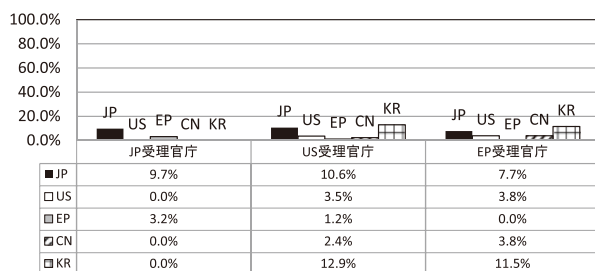 100.0%
80.0%
60.0%
40.0%
20.0%
0.0%
JP US EP CN KR
JP US EP CN KR
JP US EP CN KR
JP受理官庁 US受理官庁 EP受理官庁
JP 9.7% 10.6% 7.7%
US 0.0% 3.5% 3.8%
EP 3.2% 1.2% 0.0%
CN 0.0% 2.4% 3.8%
KR 0.0% 12.9% 11.5%